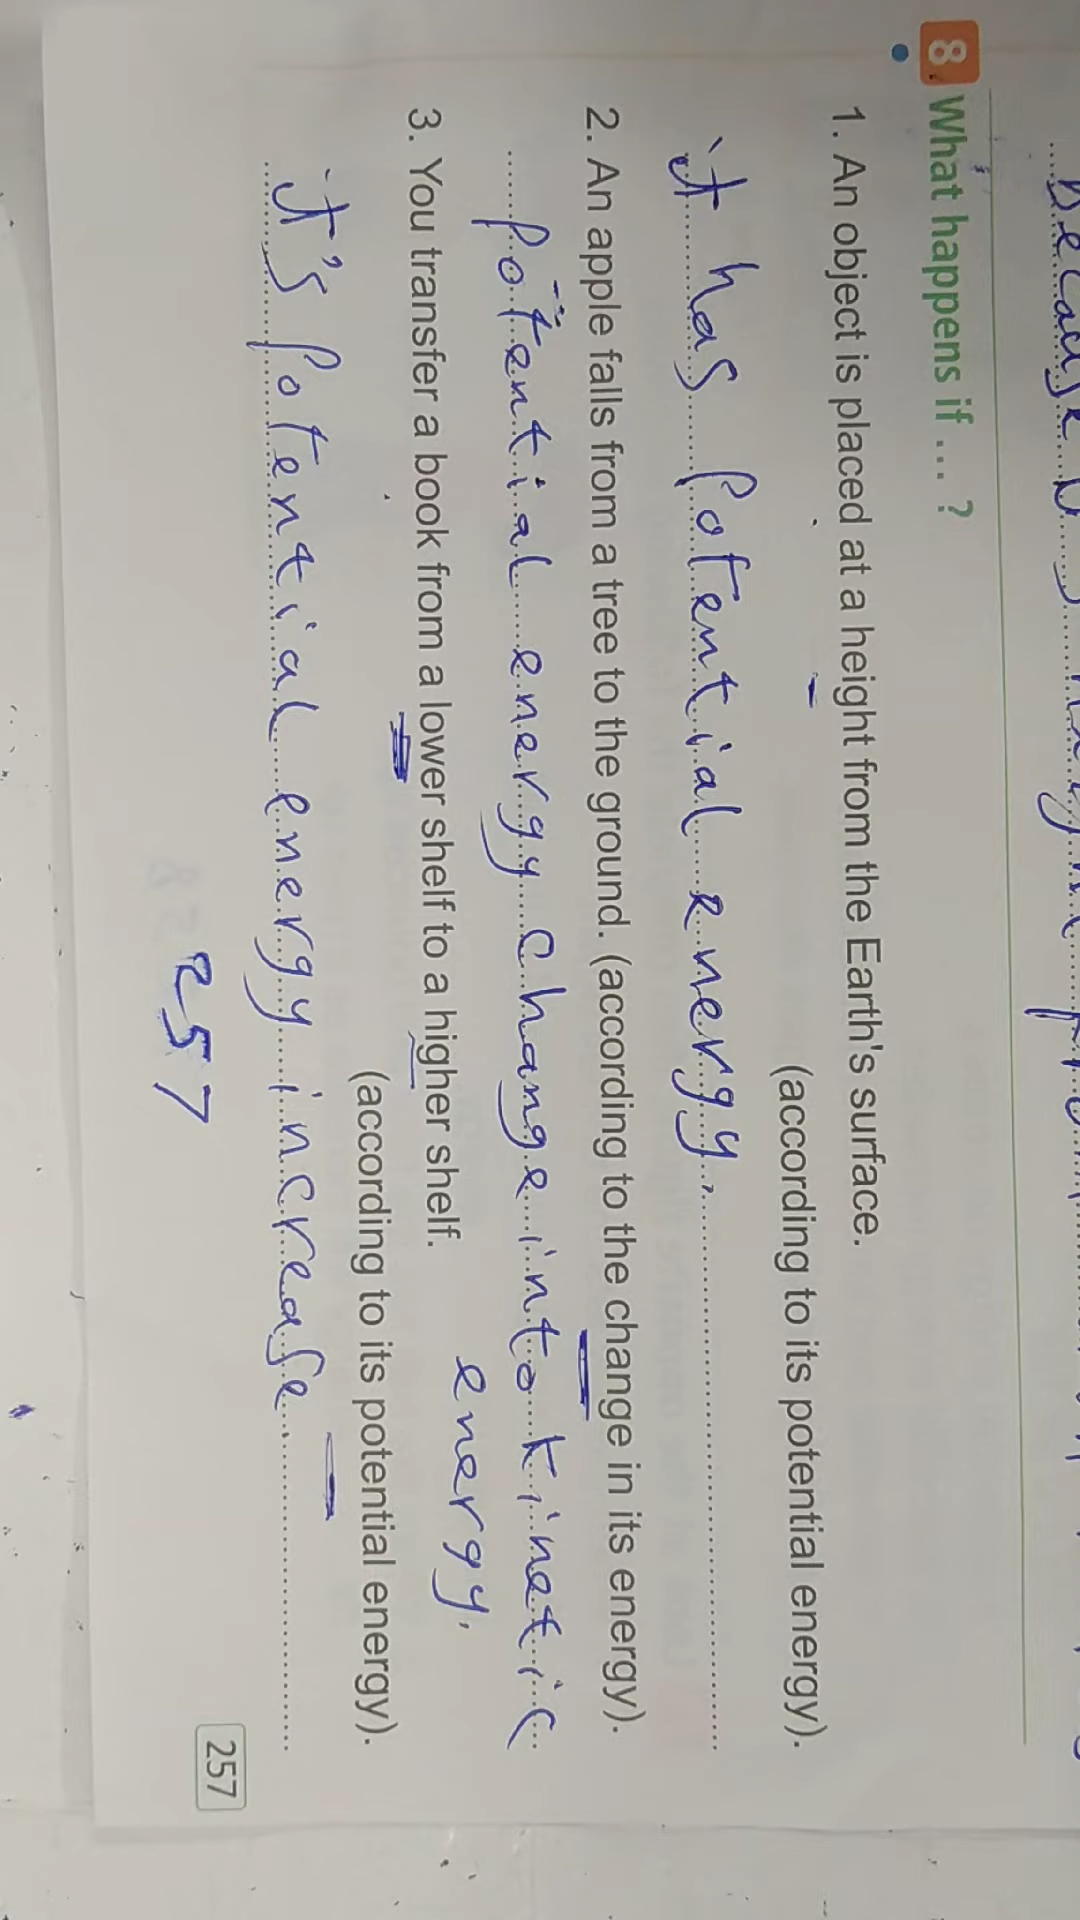 because
8. What happens if ... ?
1. An object is placed at a height from the Earth's surface.
(according to its potential energy).
it has potential energy.
2. An apple falls from a tree to the ground. (according to the change in its energy).
potential energy change into kinetic
energy.
3. You transfer a book from a lower shelf to a higher shelf.
(according to its potential energy).
it's potential energy increase
257
257